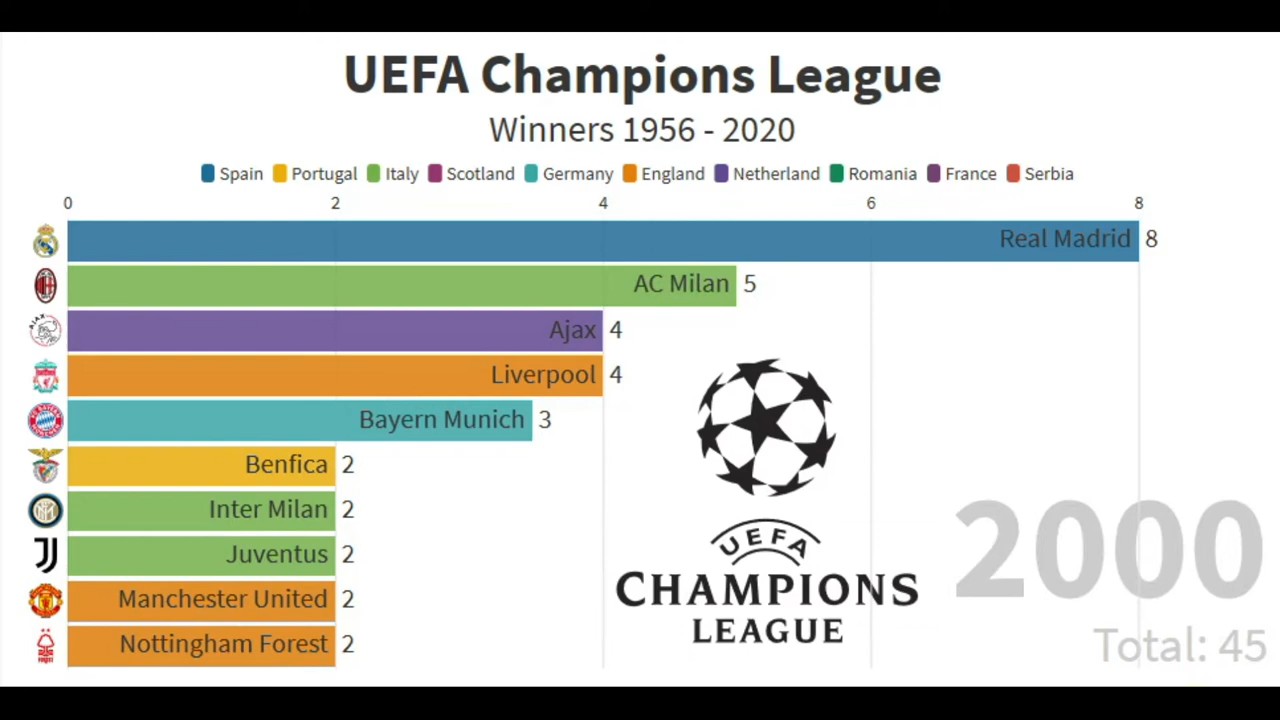 UEFA Champions League
Winners 1956 - 2020
Spain Portugal Italy Scotland Germany England Netherland Romania France Serbia
0 2 4 6 8
Real Madrid 8
AC Milan 5
AJAX
Ajax 4
Liverpool 4
Bayern Munich 3
Benfica 2
Inter Milan 2
Juventus 2
Manchester United 2
Nottingham Forest 2
UEFA
CHAMPIONS
LEAGUE
2000
Total: 45